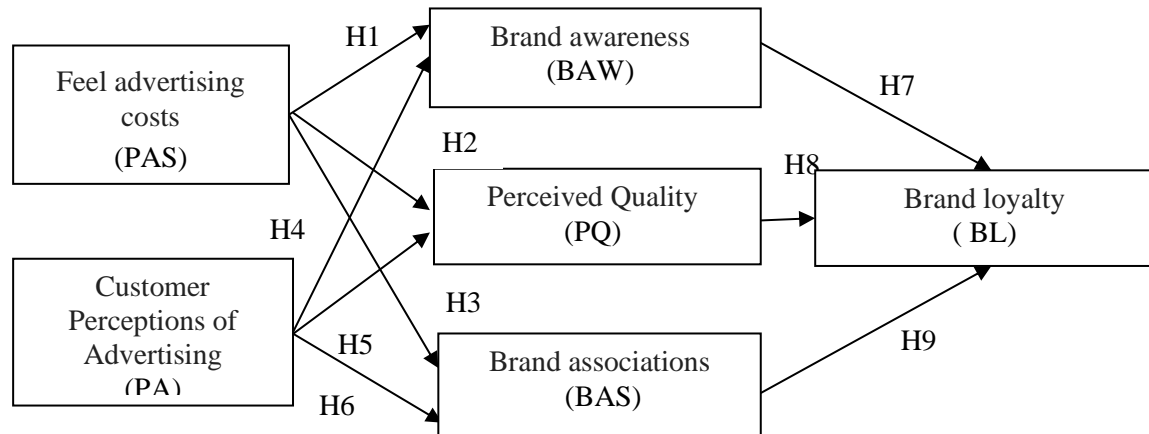 H1
Brand awareness
(BAW)
Feel advertising
costs
(PAS)
H7
H2
H8
Perceived Quality
(PQ)
Brand loyalty
( BL)
H4
Customer
Perceptions of
Advertising
(PA)
H3
H5
H6
Brand associations
(BAS)
H9